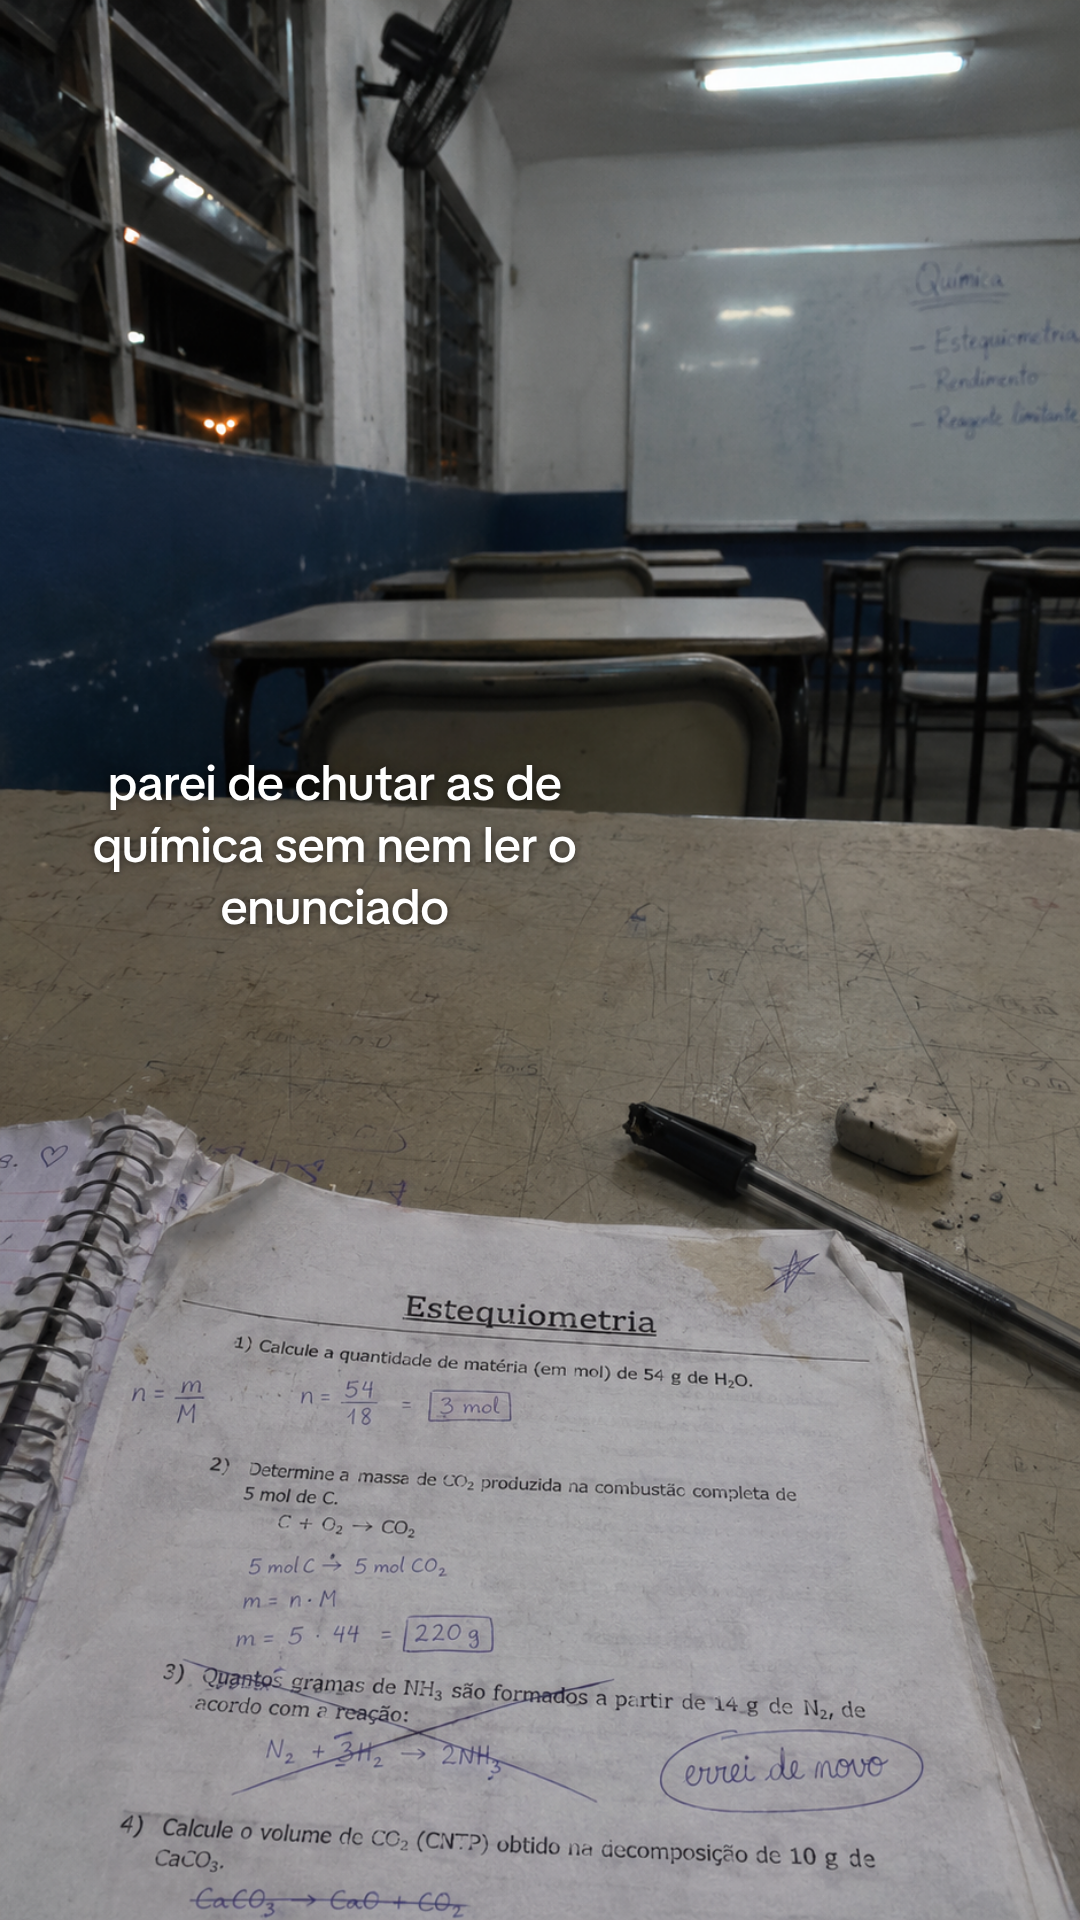 Química
- Estequiometria
- Rendimento
- Reagente limitante
parei de chutar as de
química sem nem ler o
enunciado
Estequiometria
1) Calcule a quantidade de matéria (em mol) de 54 g de H₂O.
n = m/M n = 54/18 = 3 mol
2) Determine a massa de CO₂ produzida na combustão completa de
5 mol de C.
C + O₂ → CO₂
5 mol C → 5 mol CO₂
m = n · M
m = 5 · 44 = 220 g
3) Quantos gramas de NH₃ são formados a partir de 14 g de N₂, de
acordo com a reação:
N₂ + 3H₂ → 2NH₃
errei de novo
4) Calcule o volume de CO₂ (CNTP) obtido na decomposição de 10 g de
CaCO₃.
CaCO₃ → CaO + CO₂